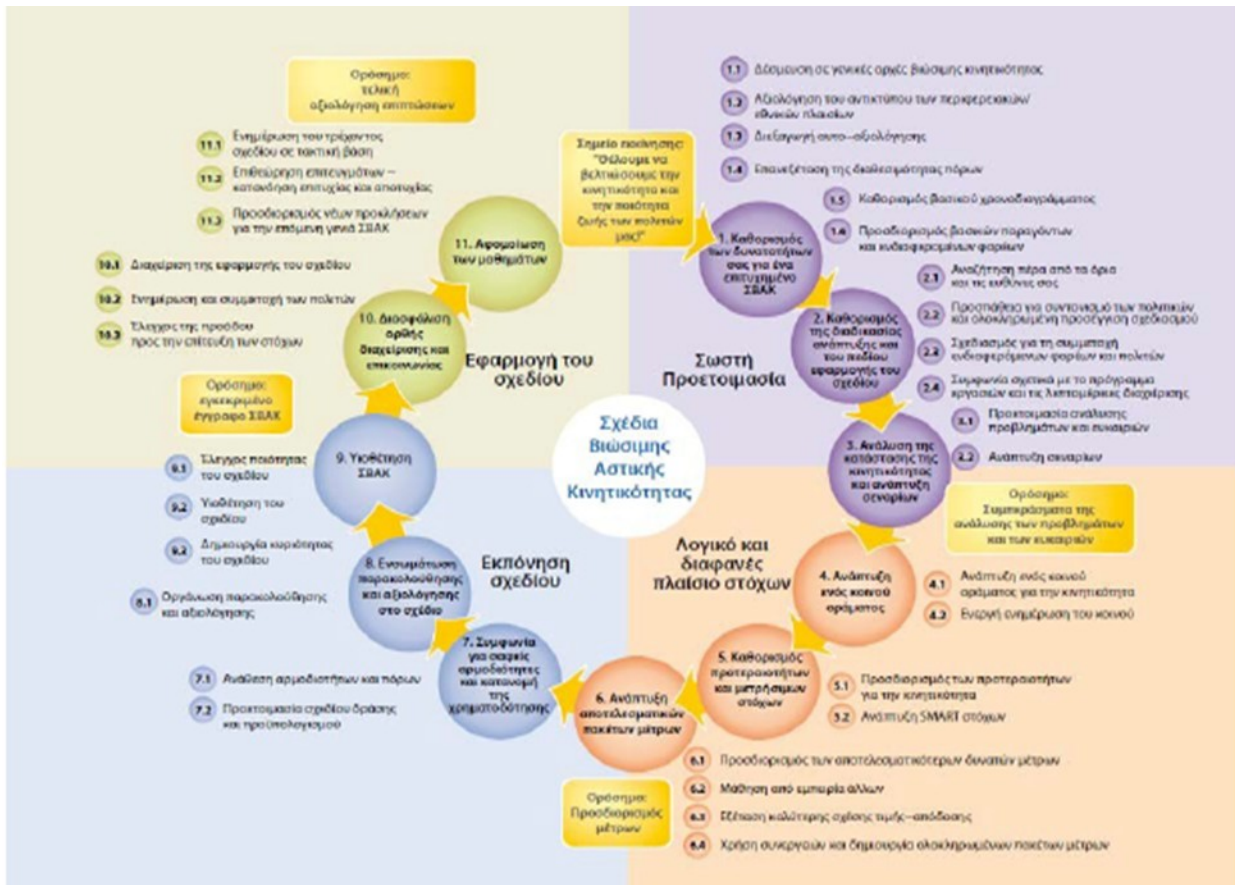 Ορόσημο:
τελική
αξιολόγηση επιπτώσεων
11.1 Ενημέρωση του τρέχοντος
σχεδίου σε τακτική βάση
11.2 Επιθεώρηση επιτευγμάτων –
κατανόηση επιτυχίας και αποτυχίας
11.3 Προσδιορισμός νέων προκλήσεων
για την επόμενη γενιά ΣΒΑΚ
11. Αφομοίωση
των μαθημάτων
10.1 Διαχείριση της εφαρμογής του σχεδίου
10.2 Ενημέρωση και συμμετοχή των πολιτών
10.3 Έλεγχος της προόδου
προς την επίτευξη των στόχων
10. Διασφάλιση
ορθής
διαχείρισης και
επικοινωνίας
Εφαρμογή του
σχεδίου
Σημείο εκκίνησης:
"Θέλουμε να
βελτιώσουμε την
κινητικότητα και
την ποιότητα
ζωής των πολιτών
μας!"
1.1 Δέσμευση σε γενικές αρχές βιώσιμης κινητικότητας
1.2 Αξιολόγηση του αντικτύπου των περιφερειακών/
εθνικών πλαισίων
1.3 Διεξαγωγή αυτο–αξιολόγησης
1.4 Επανεξέταση της διαθεσιμότητας πόρων
1.5 Καθορισμός βασικού χρονοδιαγράμματος
1.6 Προσδιορισμός βασικών παραγόντων
και ενδιαφερομένων φορέων
1. Καθορισμός
των δυνατοτήτων
σας για ένα
επιτυχημένο
ΣΒΑΚ
2.1 Αναζήτηση πέρα από τα όρια
και τις ευθύνες σας
2.2 Προσπάθεια για συντονισμό των πολιτικών
και ολοκληρωμένη προσέγγιση σχεδιασμού
2.3 Σχεδιασμός για τη συμμετοχή
ενδιαφερόμενων φορέων και πολιτών
2.4 Συμφωνία σχετικά με το πρόγραμμα
εργασιών και τις λεπτομέρειες διαχείρισης
2. Καθορισμός
της διαδικασία
ανάπτυξης και
του πεδίου
εφαρμογής του
σχεδίου
Σωστή
Προετοιμασία
3.1 Προετοιμασία ανάλυσης
προβλημάτων και ευκαιριών
3.2 Ανάπτυξη σεναρίων
3. Ανάλυση της
κατάστασης της
κινητικότητας
και ανάπτυξη
σεναρίων
Ορόσημο:
Συμπεράσματα της
ανάλυσης των προβλημάτων
και των ευκαιριών
Σχέδια
Βιώσιμης
Αστικής
Κινητικότητας
Ορόσημο:
εγκεκριμένο
έγγραφο ΣΒΑΚ
9.1 Έλεγχος ποιότητας
του σχεδίου
9.2 Υιοθέτηση του
σχεδίου
9.3 Δημιουργία κυριότητας
του σχεδίου
9. Υιοθέτηση
ΣΒΑΚ
8. Ενσωμάτωση
παρακολούθησης
και αξιολόγησης
στο σχέδιο
8.1 Οργάνωση παρακολούθησης
και αξιολόγησης
Εκπόνηση
σχεδίου
7. Συμφωνία
για σαφείς
αρμοδιότητες
και κατανομή
της
χρηματοδότησης
7.1 Ανάθεση αρμοδιοτήτων και πόρων
7.2 Προετοιμασία σχεδίου δράσης
και προϋπολογισμού
Λογικό και
διαφανές
πλαίσιο στόχων
4. Ανάπτυξη
ενός κοινού
οράματος
4.1 Ανάπτυξη ενός κοινού
οράματος για την κινητικότητα
4.2 Ενεργή ενημέρωση του κοινού
5. Καθορισμός
προτεραιοτήτων
και μετρήσιμων
στόχων
5.1 Προσδιορισμός των προτεραιοτήτων
για την κινητικότητα
5.2 Ανάπτυξη SMART στόχων
6. Ανάπτυξη
αποτελεσματικών
πακέτων μέτρων
6.1 Προσδιορισμός των αποτελεσματικότερων δυνατών μέτρων
6.2 Μάθηση από εμπειρία άλλων
6.3 Εξέταση καλύτερης σχέσης τιμής–απόδοσης
6.4 Χρήση συνεργειών και δημιουργία ολοκληρωμένων πακέτων μέτρων
Ορόσημο:
Προσδιορισμός
μέτρων